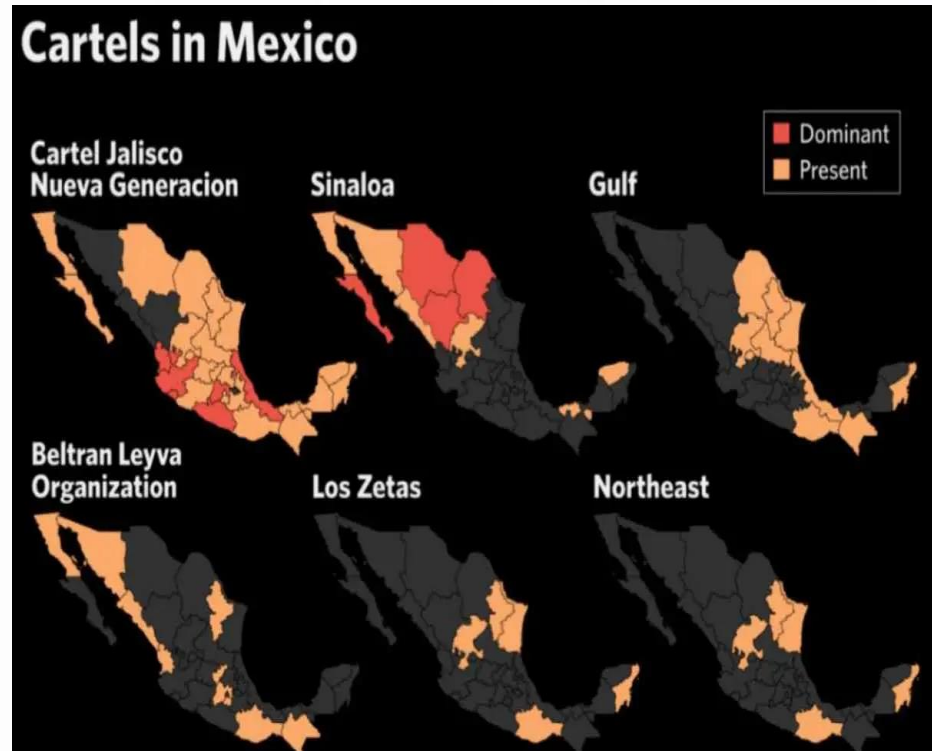 Cartels in Mexico
Dominant
Present
Cartel Jalisco
Nueva Generacion
Sinaloa
Gulf
Beltran Leyva
Organization
Los Zetas
Northeast